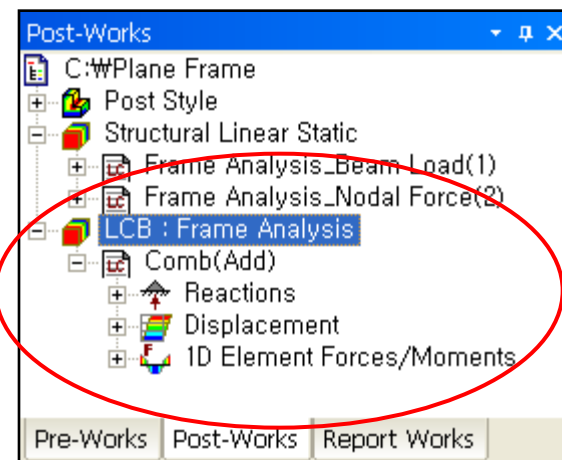 Post-Works
C:₩Plane Frame
Post Style
Structural Linear Static
Frame Analysis_Beam Load(1)
Frame Analysis_Nodal Force(2)
LCB : Frame Analysis
Comb(Add)
Reactions
Displacement
1D Element Forces/Moments
Pre-Works Post-Works Report Works